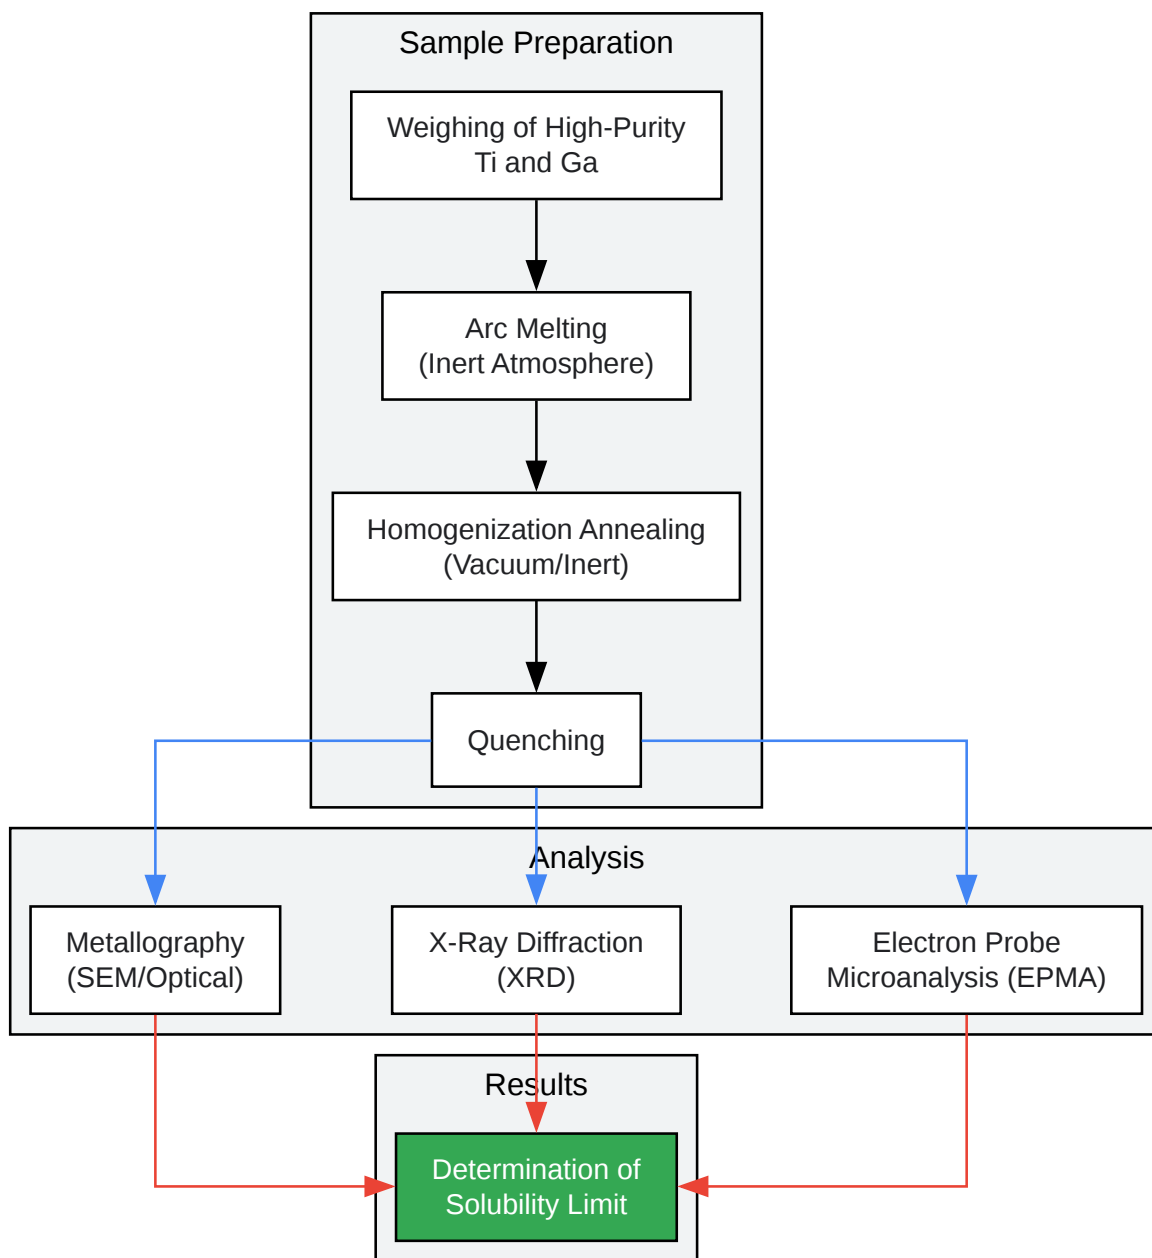 Sample Preparation
Weighing of High-Purity
Ti and Ga
Arc Melting
(Inert Atmosphere)
Homogenization Annealing
(Vacuum/Inert)
Quenching
Analysis
Metallography
(SEM/Optical)
X-Ray Diffraction
(XRD)
Electron Probe
Microanalysis (EPMA)
Results
Determination of
Solubility Limit